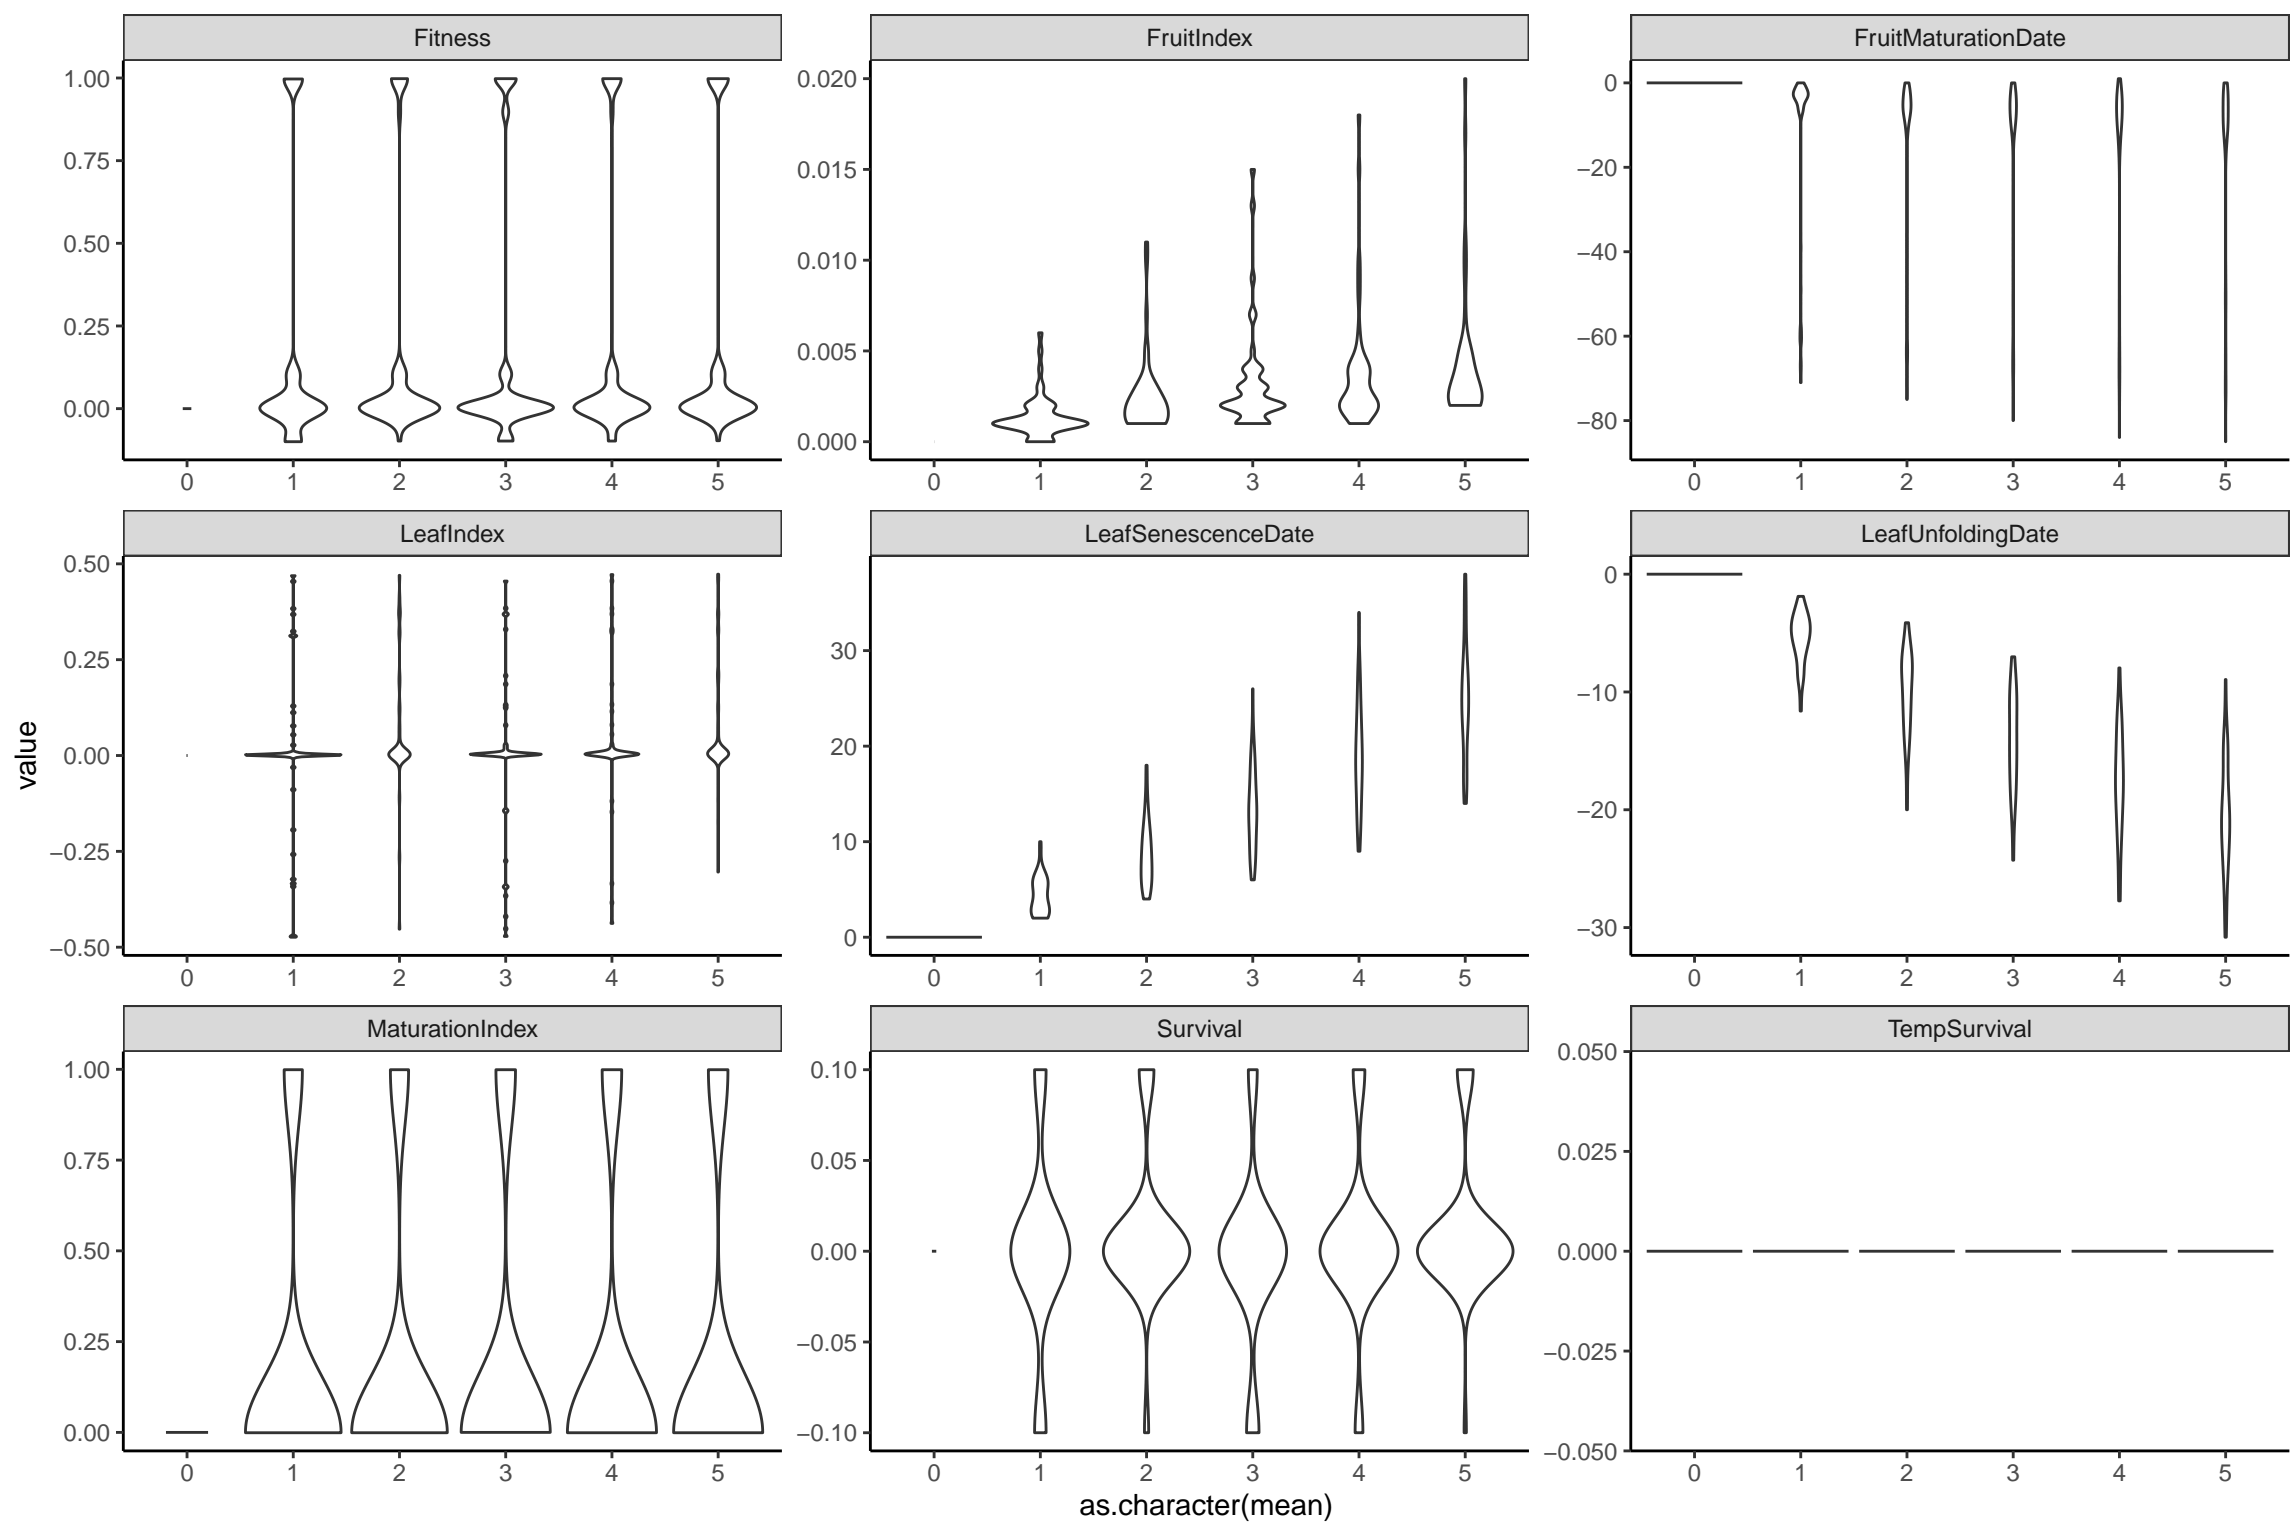 Fitness
1.00
0.75
0.50
0.25
0.00
0 1 2 3 4 5
FruitIndex
0.020
0.015
0.010
0.005
0.000
0 1 2 3 4 5
FruitMaturationDate
0
−20
−40
−60
−80
0 1 2 3 4 5
value
LeafIndex
0.50
0.25
0.00
−0.25
−0.50
0 1 2 3 4 5
LeafSenescenceDate
30
20
10
0
0 1 2 3 4 5
LeafUnfoldingDate
0
−10
−20
−30
0 1 2 3 4 5
MaturationIndex
1.00
0.75
0.50
0.25
0.00
0 1 2 3 4 5
Survival
0.10
0.05
0.00
−0.05
−0.10
0 1 2 3 4 5
TempSurvival
0.050
0.025
0.000
−0.025
−0.050
0 1 2 3 4 5
as.character(mean)